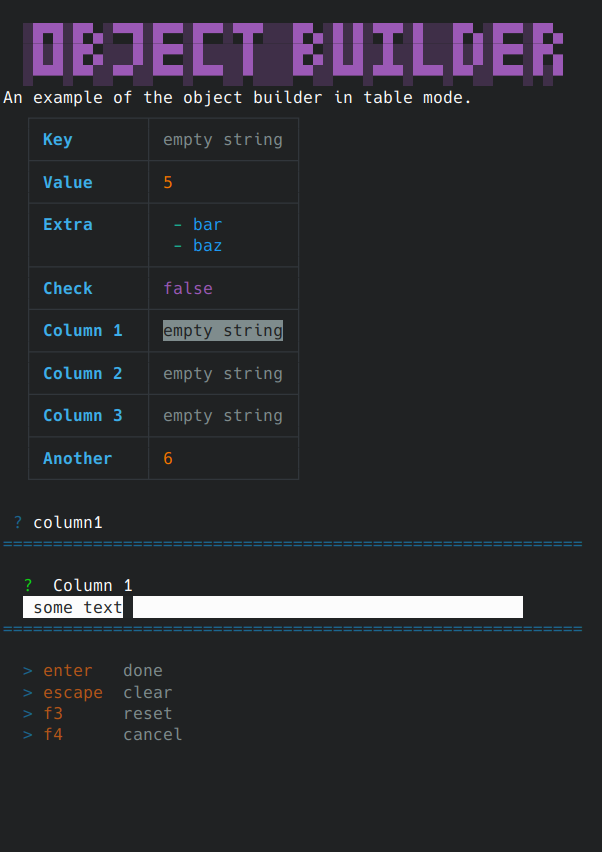 OBJECT BUILDER
An example of the object builder in table mode.
Key empty string
Value 5
Extra - bar
- baz
Check false
Column 1 empty string
Column 2 empty string
Column 3 empty string
Another 6
? column1
==========================================================
? Column 1
some text
==========================================================
> enter done
> escape clear
> f3 reset
> f4 cancel